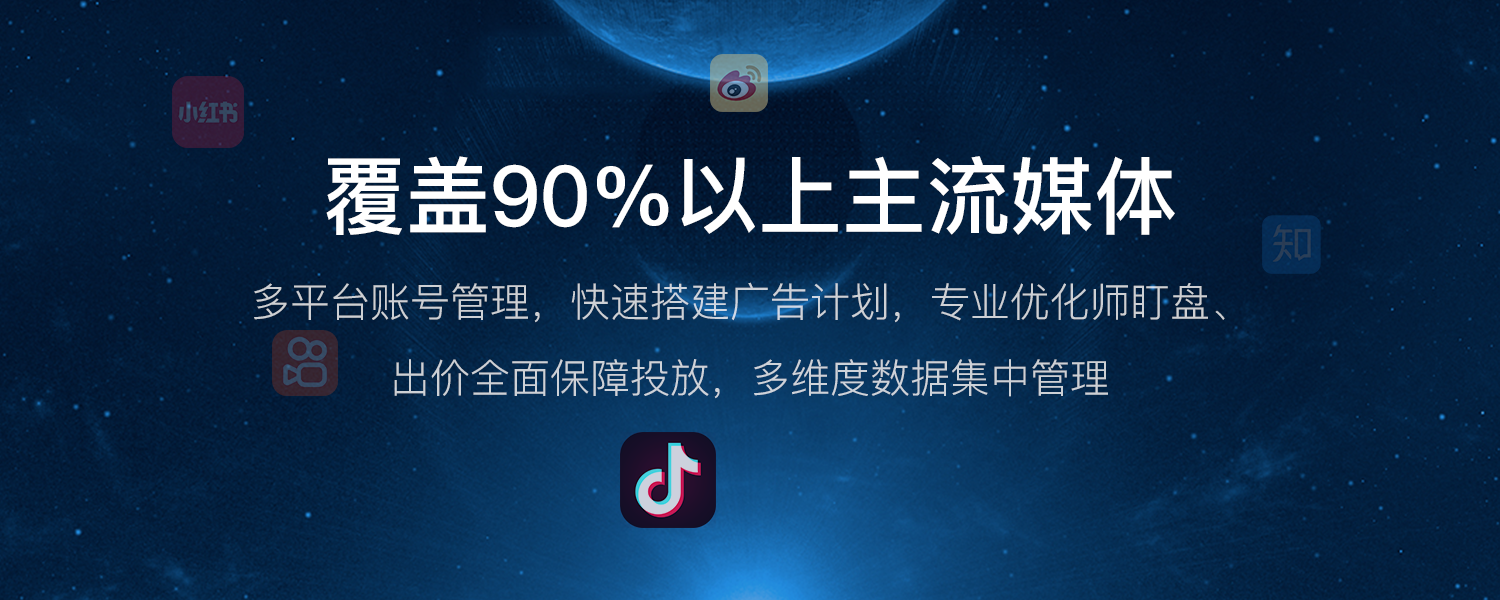 小红书
覆盖90%以上主流媒体
知
多平台账号管理，快速搭建广告计划，专业优化师盯盘、
出价全面保障投放，多维度数据集中管理